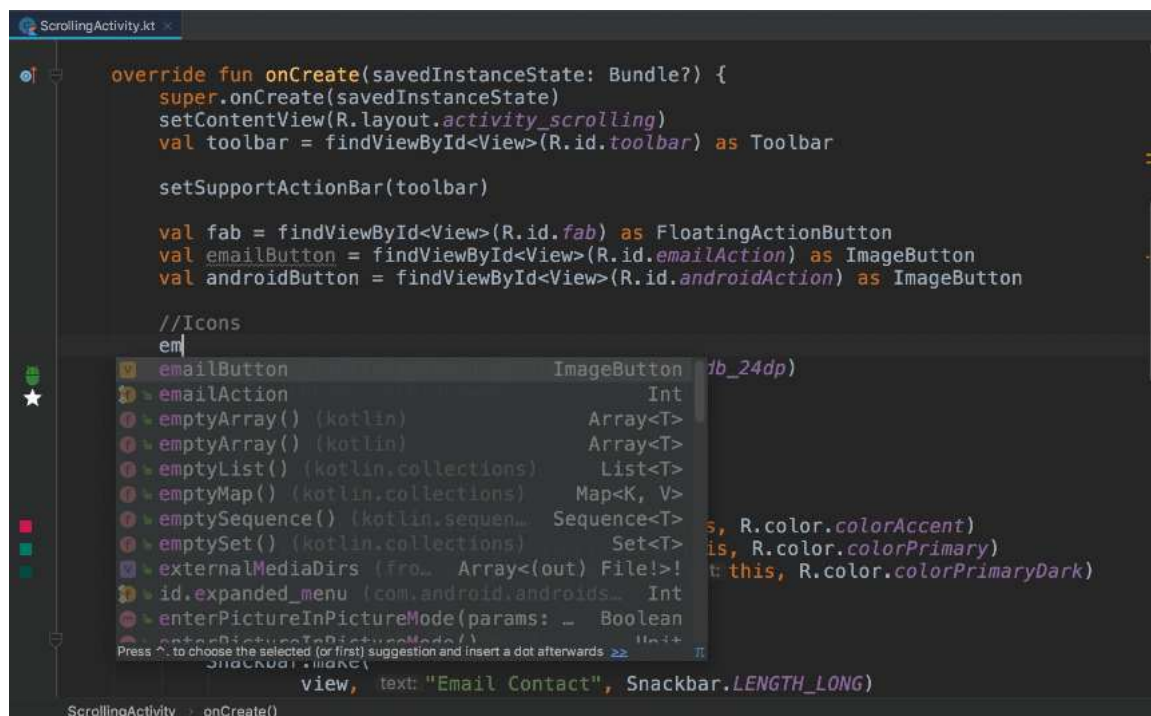 ScrollingActivity.kt ×
override fun onCreate(savedInstanceState: Bundle?) {
super.onCreate(savedInstanceState)
setContentView(R.layout.activity_scrolling)
val toolbar = findViewById<View>(R.id.toolbar) as Toolbar
setSupportActionBar(toolbar)
val fab = findViewById<View>(R.id.fab) as FloatingActionButton
val emailButton = findViewById<View>(R.id.emailAction) as ImageButton
val androidButton = findViewById<View>(R.id.androidAction) as ImageButton
//Icons
em
emailButton ImageButton db_24dp)
emailAction Int
emptyArray() (kotlin) Array<T>
emptyArray() (kotlin) Array<T>
emptyList() (kotlin.collections) List<T>
emptyMap() (kotlin.collections) Map<K, V>
emptySequence() (kotlin.sequen… Sequence<T> s, R.color.colorAccent)
emptySet() (kotlin.collections) Set<T> is, R.color.colorPrimary)
externalMediaDirs (fro… Array<(out) File!>! t: this, R.color.colorPrimaryDark)
id.expanded_menu (com.android.androids… Int
enterPictureInPictureMode(params: … Boolean
enterPictureInPictureMode() Unit
Press ^. to choose the selected (or first) suggestion and insert a dot afterwards >> π
Snackbar.make(
view, text: "Email Contact", Snackbar.LENGTH_LONG)
ScrollingActivity > onCreate()